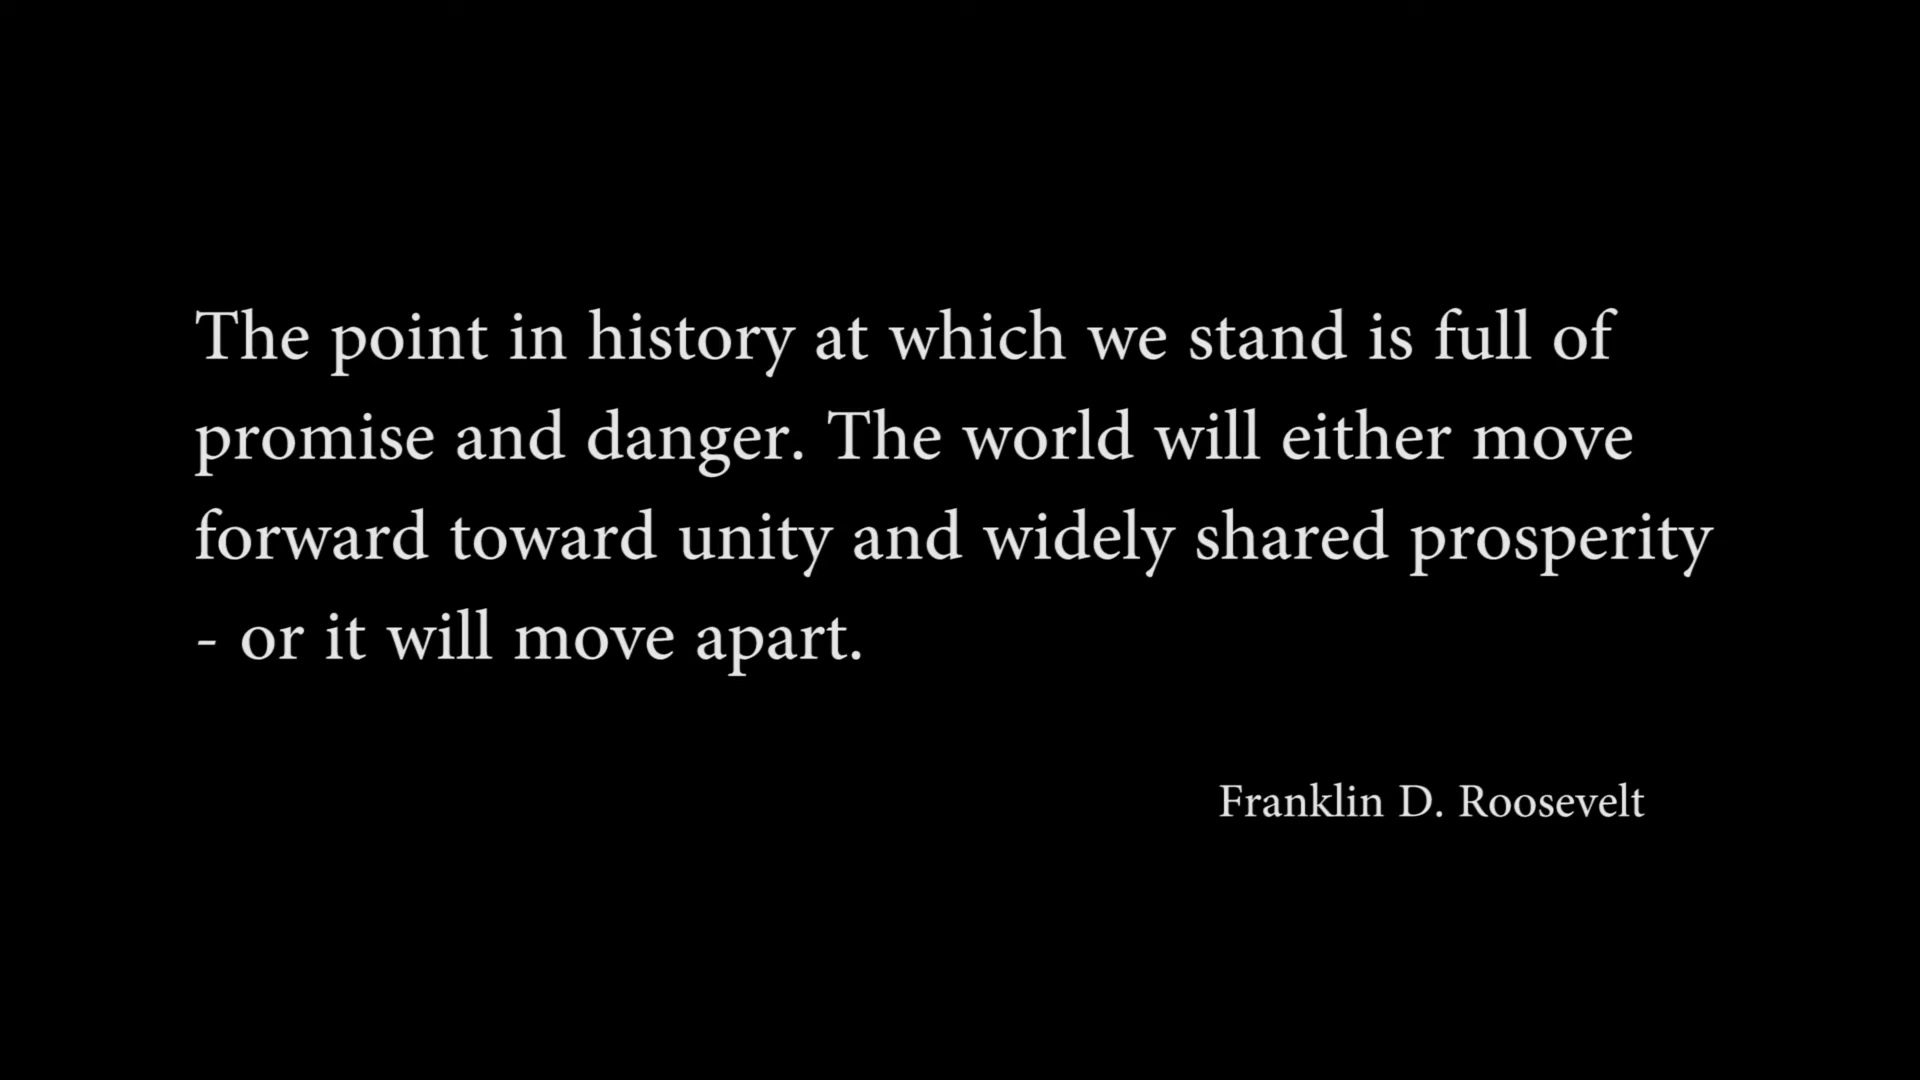 The point in history at which we stand is full of
promise and danger. The world will either move
forward toward unity and widely shared prosperity
- or it will move apart.
Franklin D. Roosevelt